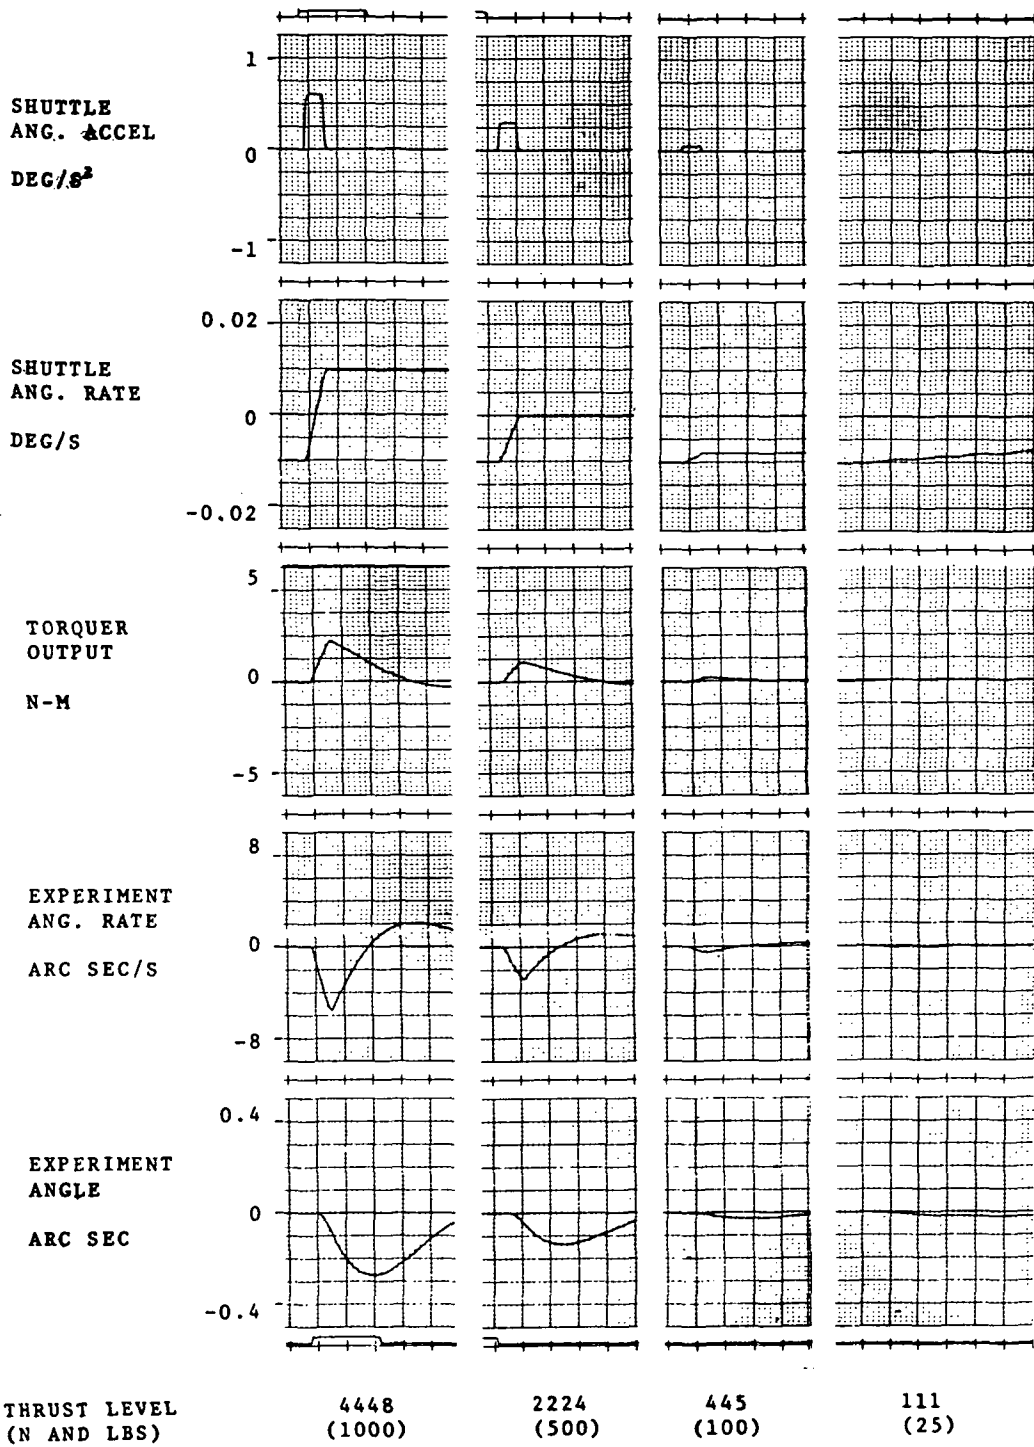 1
SHUTTLE
ANG. ACCEL
0
DEG/S²
-1
0.02
SHUTTLE
ANG. RATE
0
DEG/S
-0.02
5
TORQUER
OUTPUT
0
N-M
-5
8
EXPERIMENT
ANG. RATE
0
ARC SEC/S
-8
0.4
EXPERIMENT
ANGLE
0
ARC SEC
-0.4
THRUST LEVEL 4448 2224 445 111
(N AND LBS) (1000) (500) (100) (25)